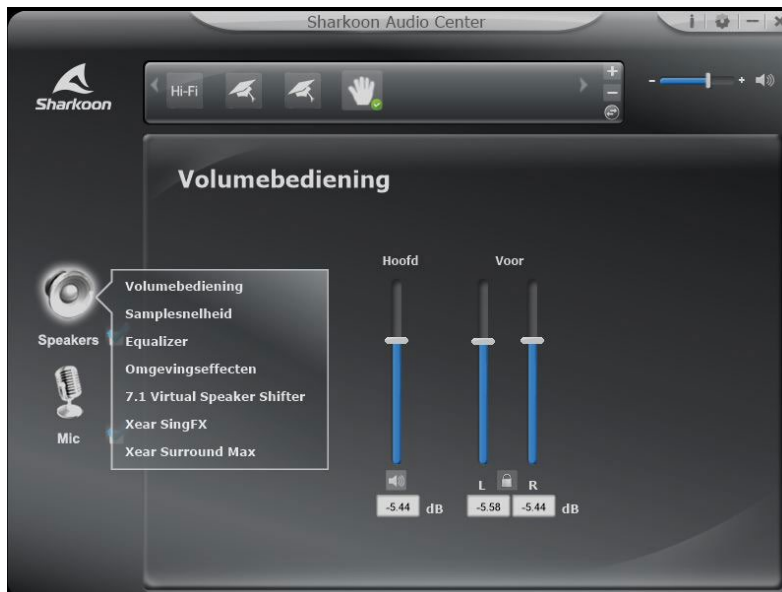 Sharkoon Audio Center
Sharkoon
Hi-Fi
Volumebediening
Hoofd
Voor
Speakers
Mic
Volumebediening
Samplesnelheid
Equalizer
Omgevingseffecten
7.1 Virtual Speaker Shifter
Xear SingFX
Xear Surround Max
L R
-5.44 dB -5.58 -5.44 dB